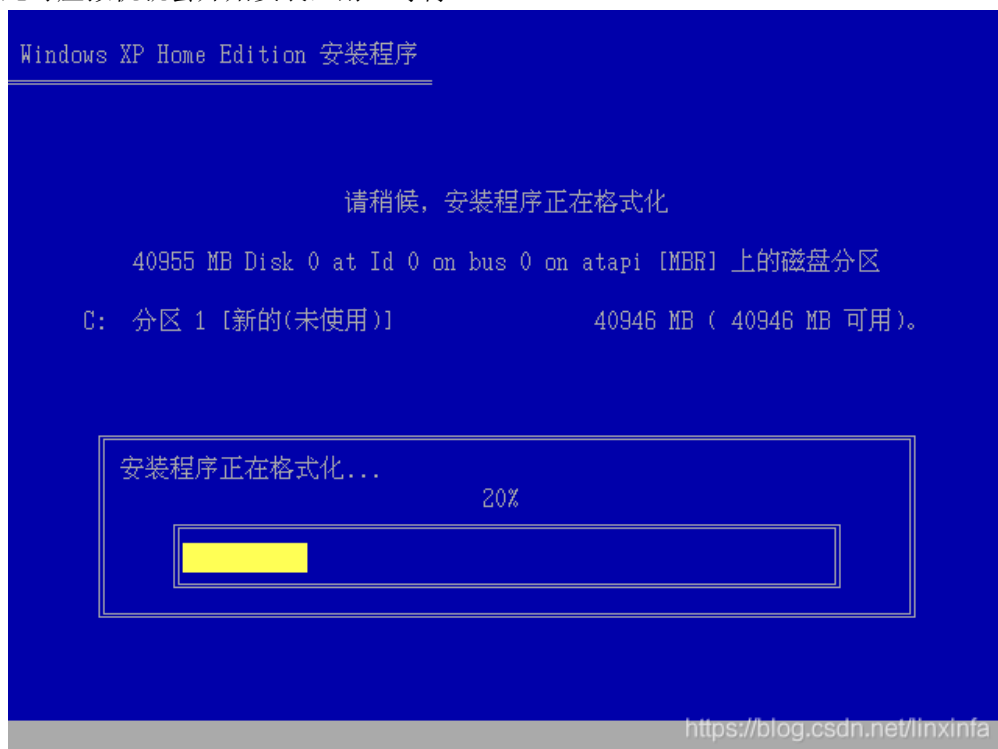 Windows XP Home Edition 安装程序
请稍候，安装程序正在格式化
40955 MB Disk 0 at Id 0 on bus 0 on atapi [MBR] 上的磁盘分区
C: 分区 1 [新的(未使用)] 40946 MB ( 40946 MB 可用)。
安装程序正在格式化...
20%
https://blog.csdn.net/linxinfa